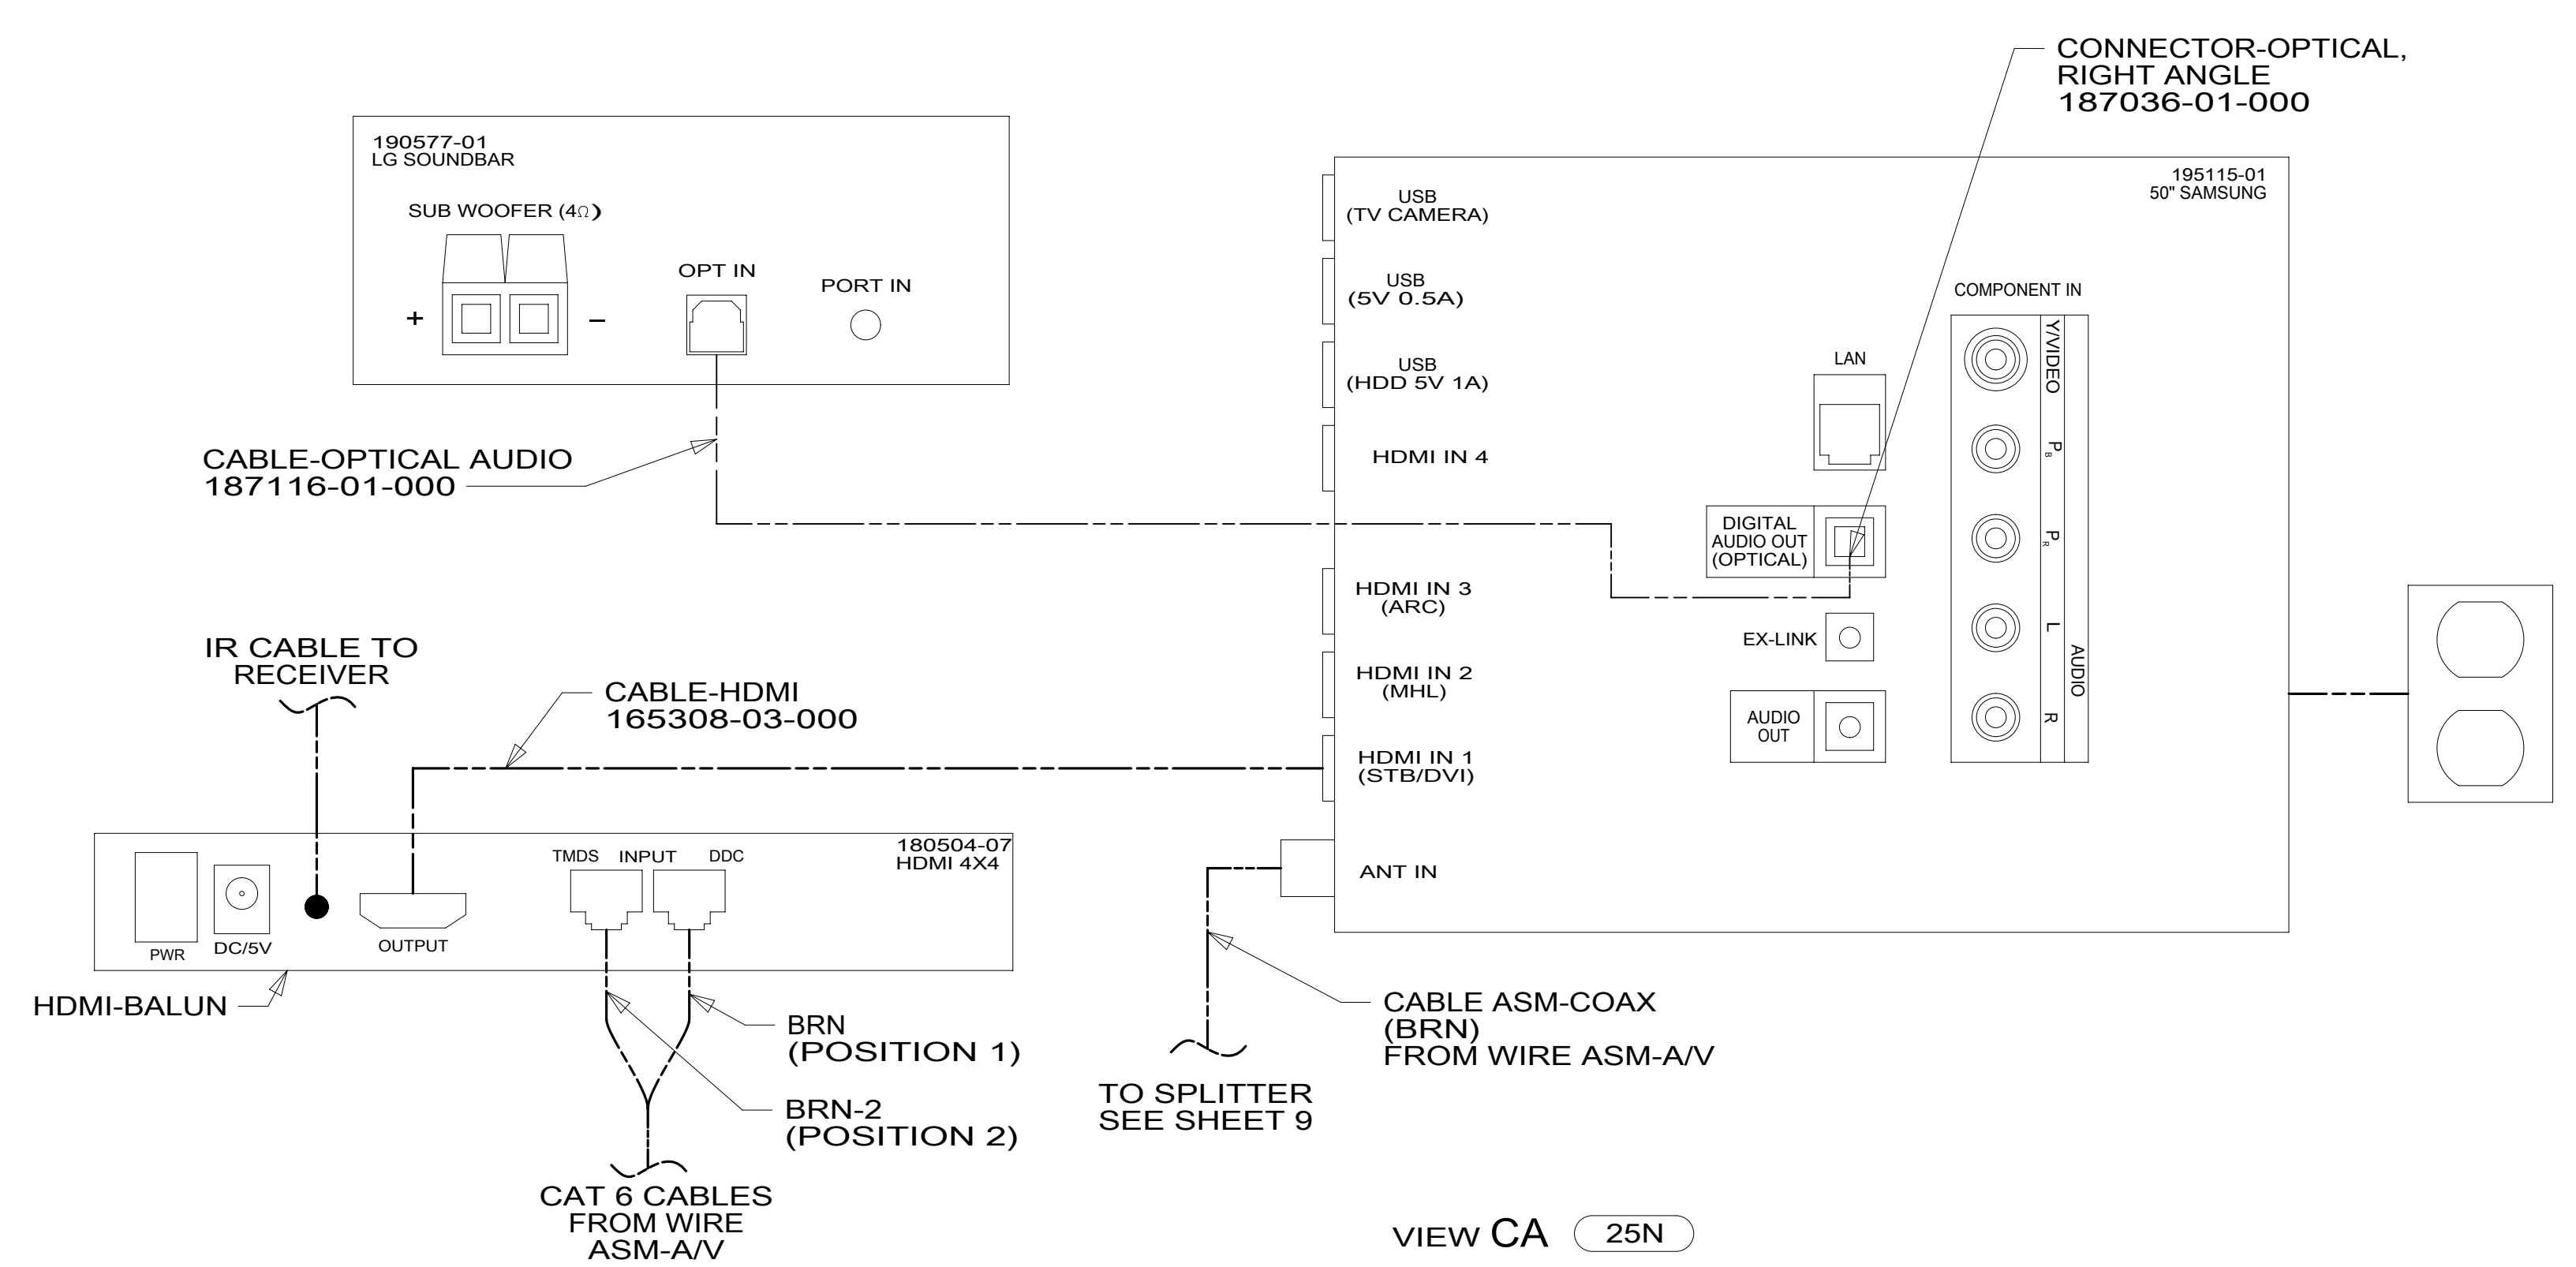 CONNECTOR-OPTICAL,
RIGHT ANGLE
187036-01-000
190577-01
LG SOUNDBAR
SUB WOOFER (4Ω)
+
−
OPT IN
PORT IN
CABLE-OPTICAL AUDIO
187116-01-000
195115-01
50" SAMSUNG
USB
(TV CAMERA)
USB
(5V 0.5A)
USB
(HDD 5V 1A)
HDMI IN 4
HDMI IN 3
(ARC)
HDMI IN 2
(MHL)
HDMI IN 1
(STB/DVI)
ANT IN
LAN
DIGITAL
AUDIO OUT
(OPTICAL)
EX-LINK
AUDIO
OUT
COMPONENT IN
Y/VIDEO
PB
PR
L
R
AUDIO
IR CABLE TO
RECEIVER
CABLE-HDMI
165308-03-000
180504-07
HDMI 4X4
TMDS INPUT DDC
PWR
DC/5V
OUTPUT
HDMI-BALUN
BRN
(POSITION 1)
BRN-2
(POSITION 2)
CAT 6 CABLES
FROM WIRE
ASM-A/V
CABLE ASM-COAX
(BRN)
FROM WIRE ASM-A/V
TO SPLITTER
SEE SHEET 9
VIEW CA 25N